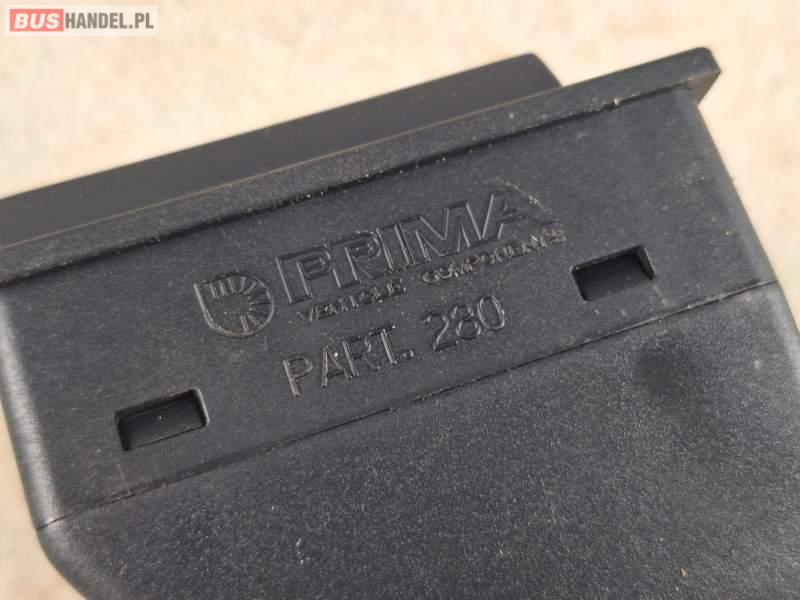 BUSHANDEL.PL
PRIMA
VEHICLE COMPONENTS
PART. 280